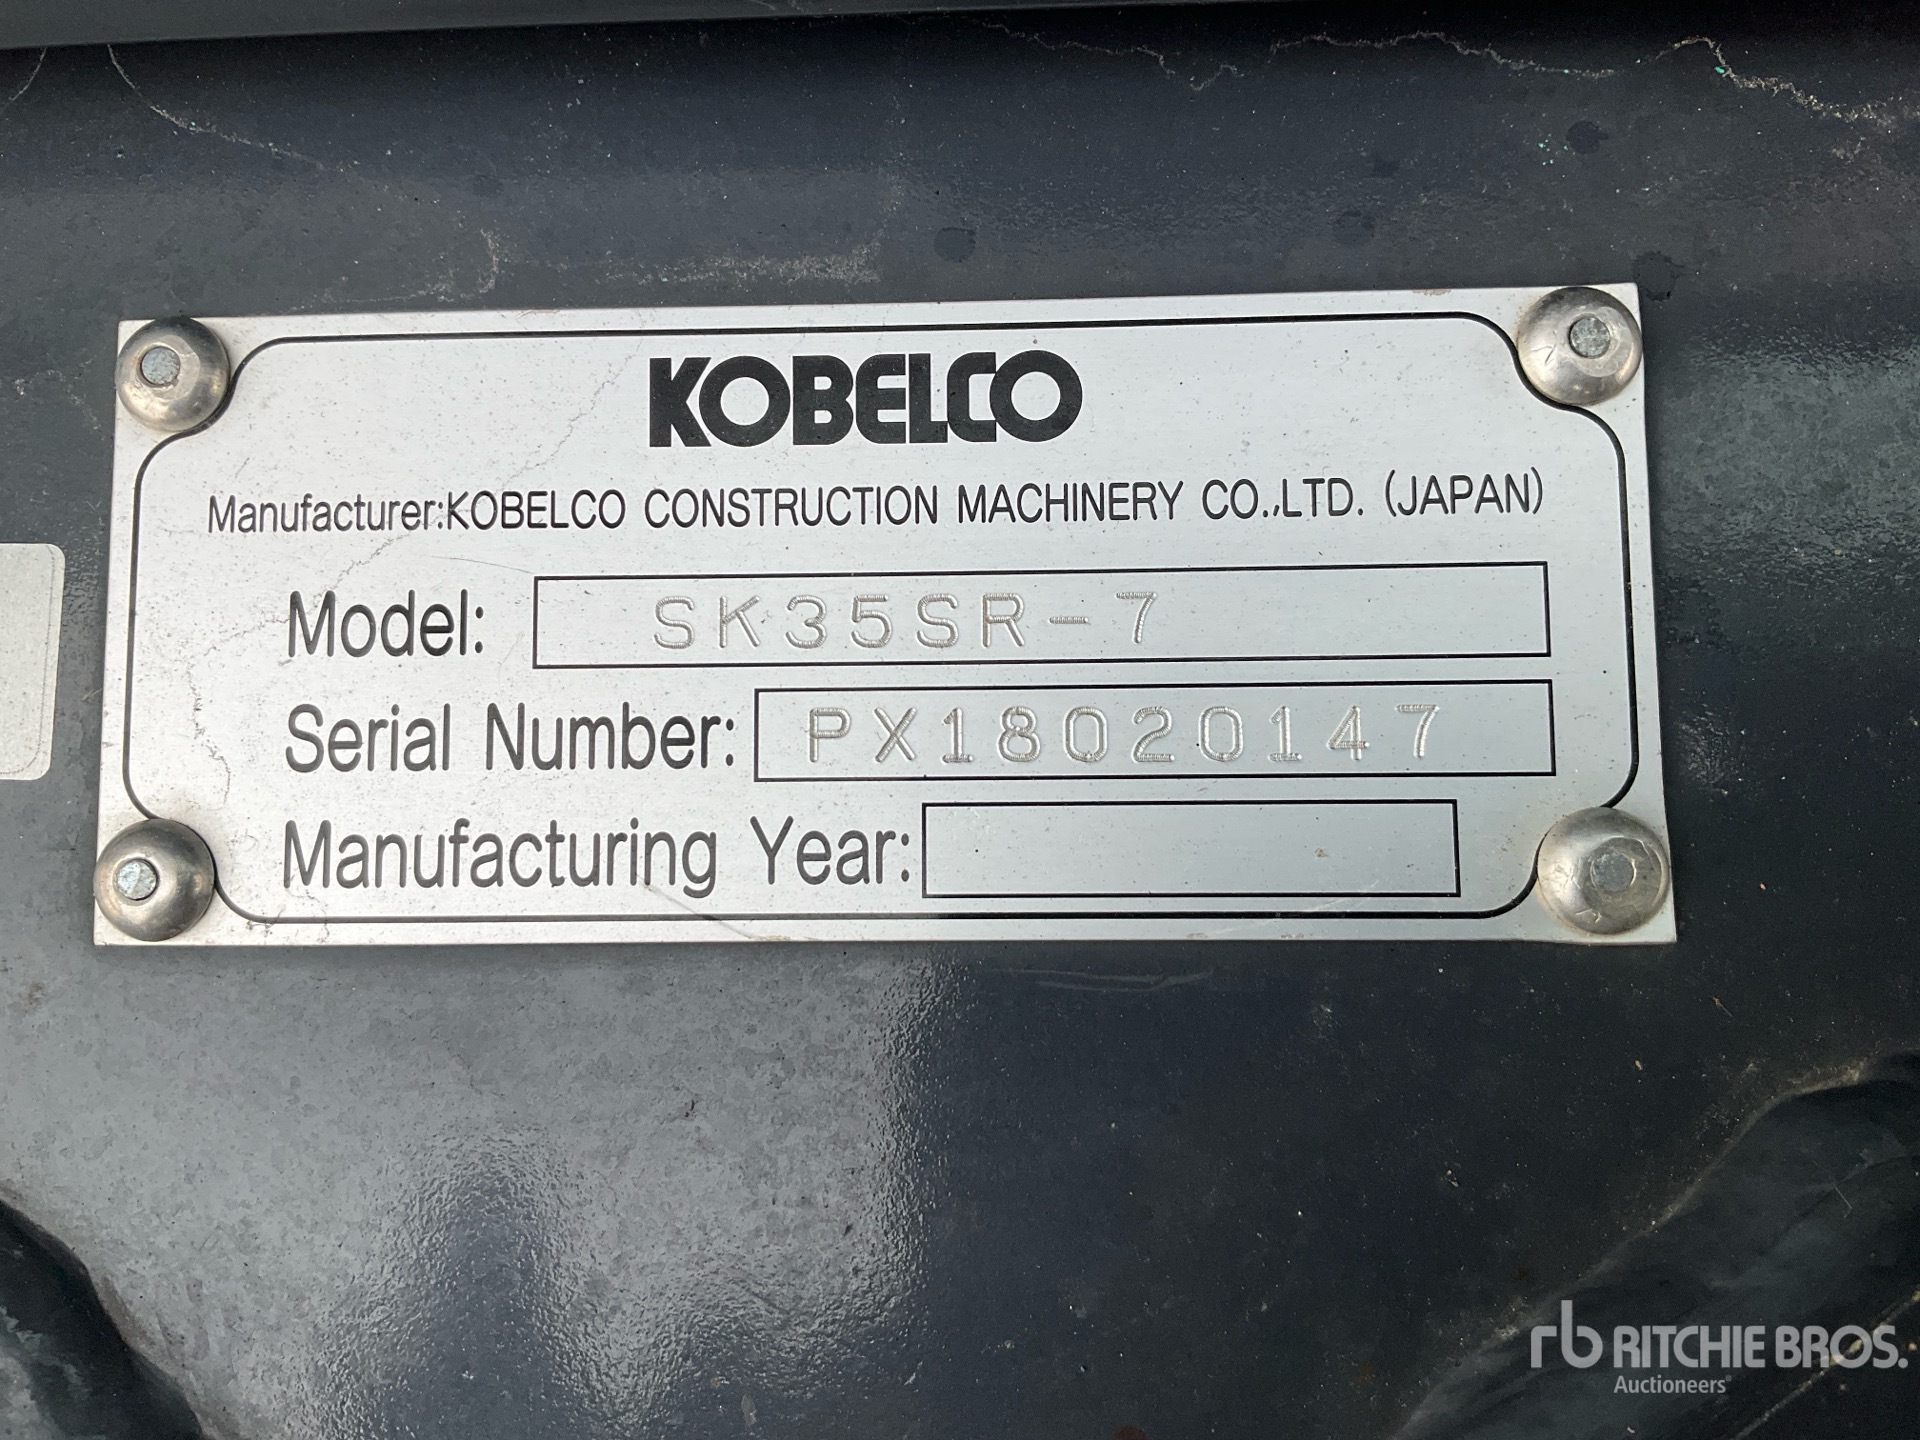 KOBELCO
Manufacturer:KOBELCO CONSTRUCTION MACHINERY CO.,LTD. (JAPAN)
Model: SK35SR-7
Serial Number: PX18020147
Manufacturing Year:
rb RITCHIE BROS.
Auctioneers